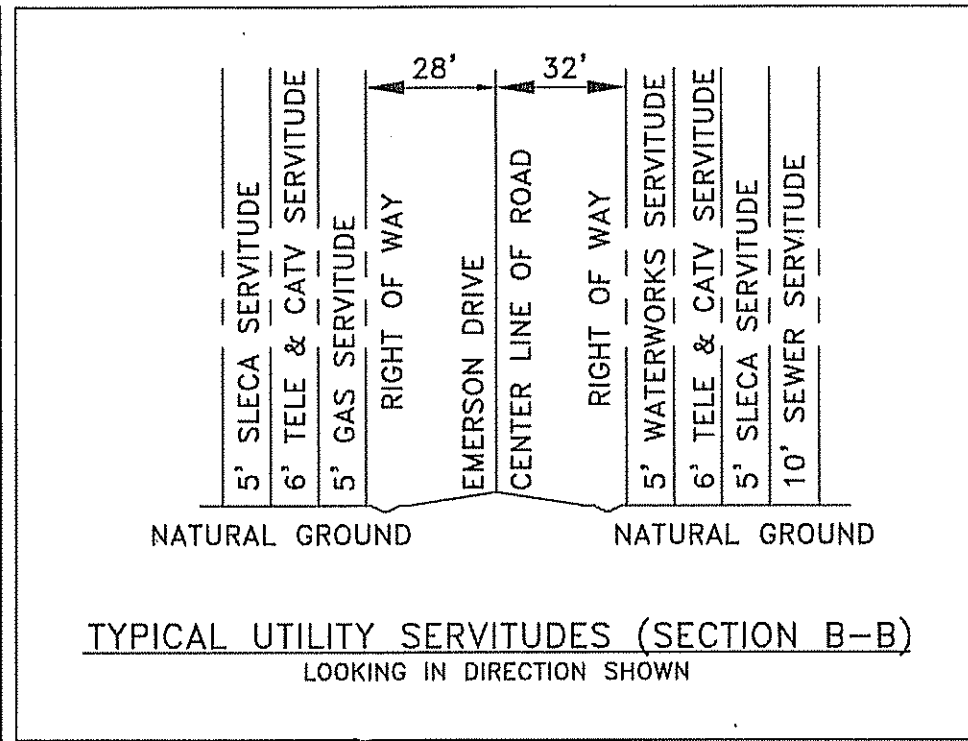 28'
32'
5' SLECA SERVITUDE
6' TELE & CATV SERVITUDE
5' GAS SERVITUDE
RIGHT OF WAY
EMERSON DRIVE
CENTER LINE OF ROAD
RIGHT OF WAY
5' WATERWORKS SERVITUDE
6' TELE & CATV SERVITUDE
5' SLECA SERVITUDE
10' SEWER SERVITUDE
NATURAL GROUND
NATURAL GROUND
TYPICAL UTILITY SERVITUDES (SECTION B-B)
LOOKING IN DIRECTION SHOWN